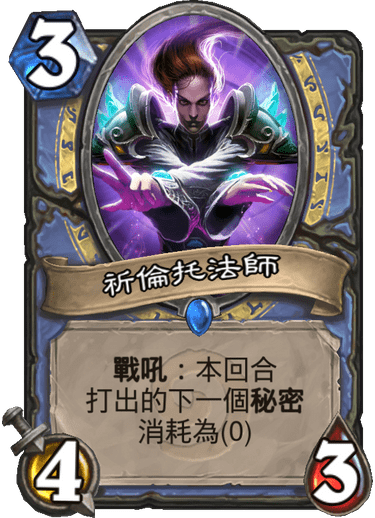 3
祈倫托法師
戰吼：本回合
打出的下一個秘密
消耗為(0)
4
3